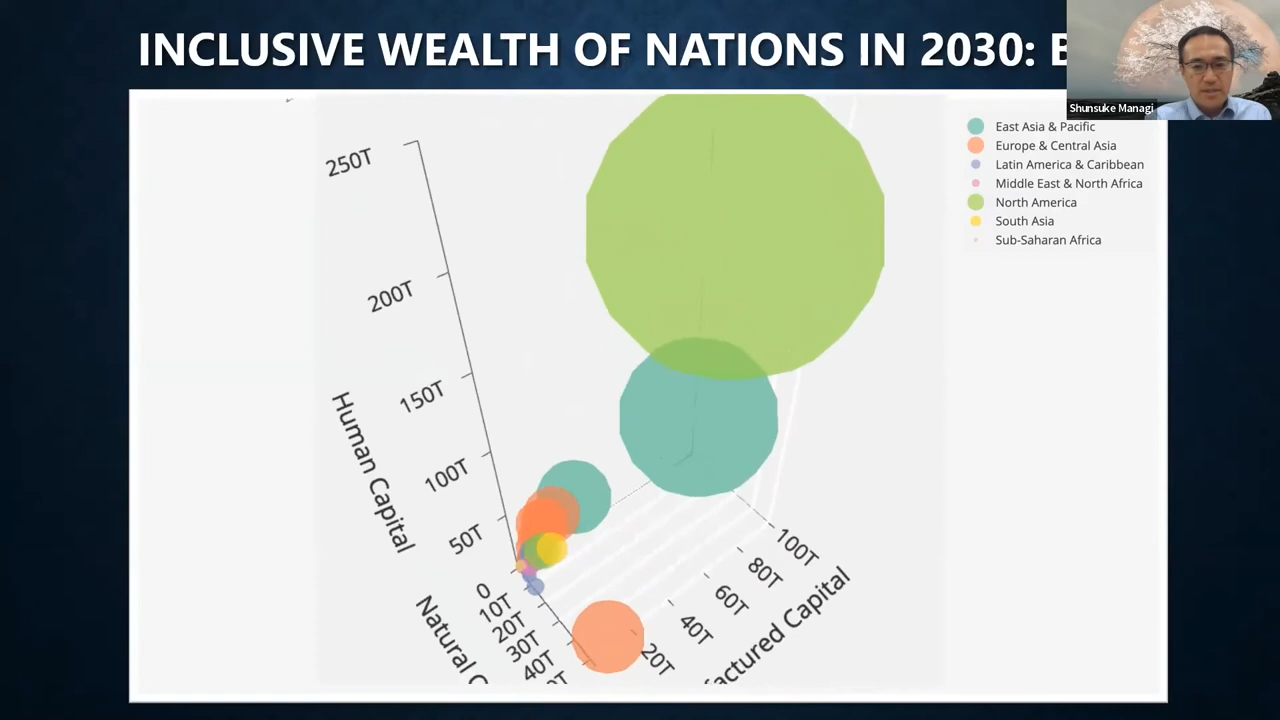 INCLUSIVE WEALTH OF NATIONS IN 2030:
Shunsuke Managi
East Asia & Pacific
Europe & Central Asia
Latin America & Caribbean
Middle East & North Africa
North America
South Asia
Sub-Saharan Africa
250T
200T
150T
100T
50T
0
Human Capital
10T
20T
30T
40T
Natural
100T
80T
60T
40T
20T
Capital